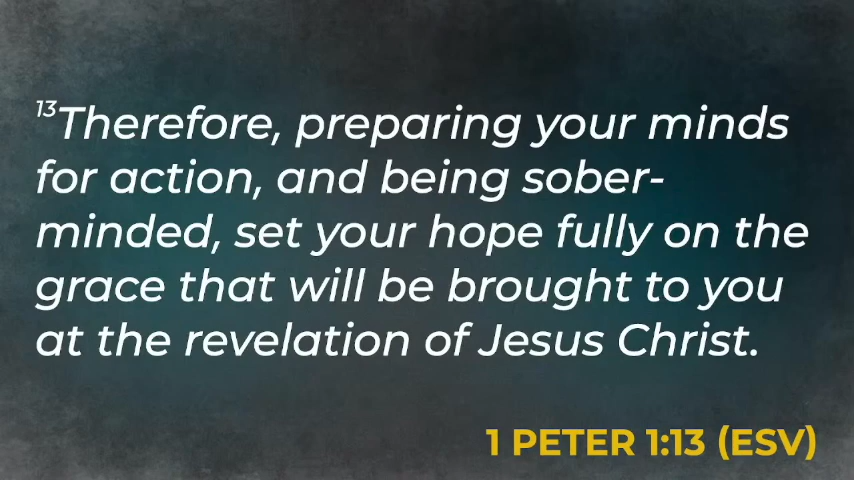 13Therefore, preparing your minds
for action, and being sober-
minded, set your hope fully on the
grace that will be brought to you
at the revelation of Jesus Christ.
1 PETER 1:13 (ESV)